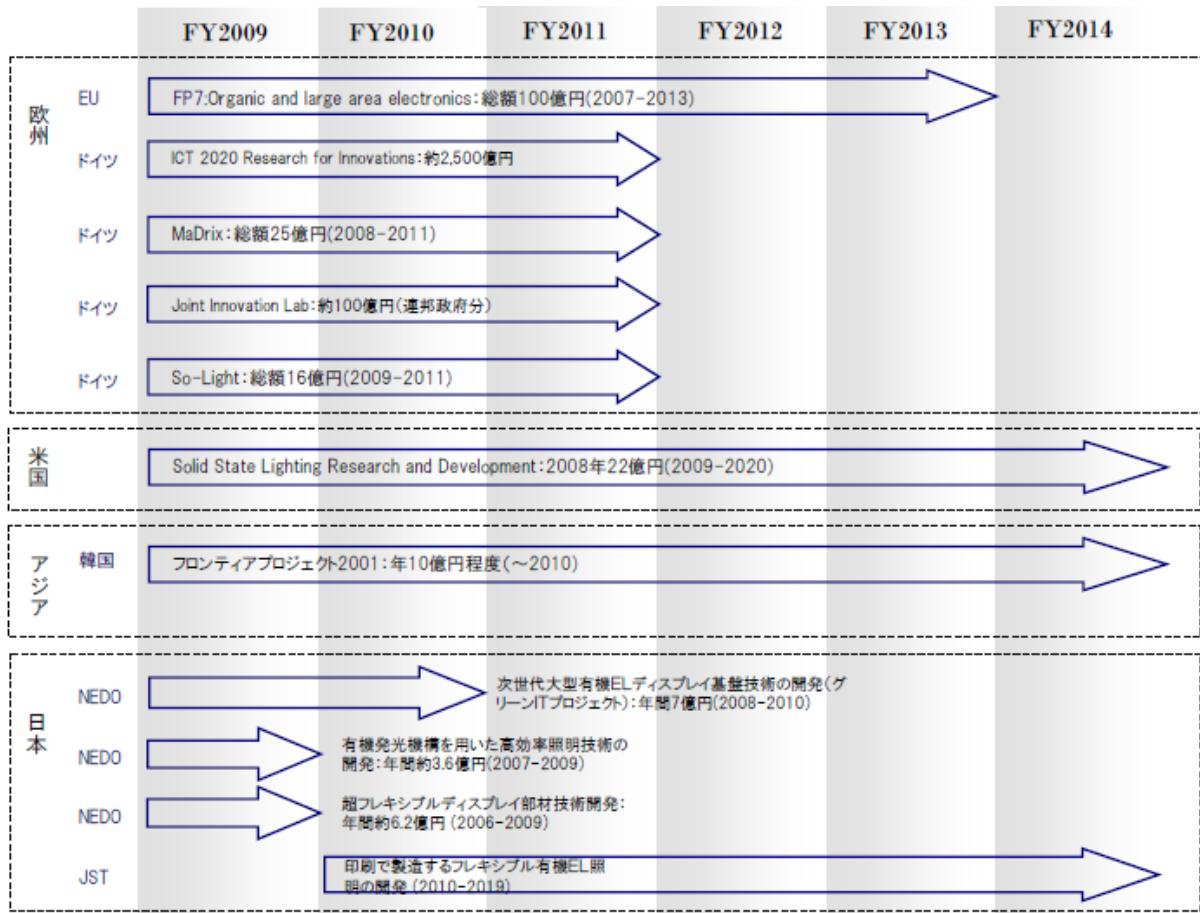 FY2009 FY2010 FY2011 FY2012 FY2013 FY2014
欧州
EU
FP7:Organic and large area electronics:総額100億円(2007-2013)
ドイツ
ICT 2020 Research for Innovations:約2,500億円
ドイツ
MaDrix:総額25億円(2008-2011)
ドイツ
Joint Innovation Lab:約100億円(連邦政府分)
ドイツ
So-Light:総額16億円(2009-2011)
米国
Solid State Lighting Research and Development:2008年22億円(2009-2020)
アジア
韓国
フロンティアプロジェクト2001:年10億円程度(～2010)
日本
NEDO
次世代大型有機ELディスプレイ基盤技術の開発(グ
リーンITプロジェクト):年間7億円(2008-2010)
NEDO
有機発光機構を用いた高効率照明技術の
開発:年間約3.6億円(2007-2009)
NEDO
超フレキシブルディスプレイ部材技術開発:
年間約6.2億円 (2006-2009)
JST
印刷で製造するフレキシブル有機EL照
明の開発 (2010-2019)